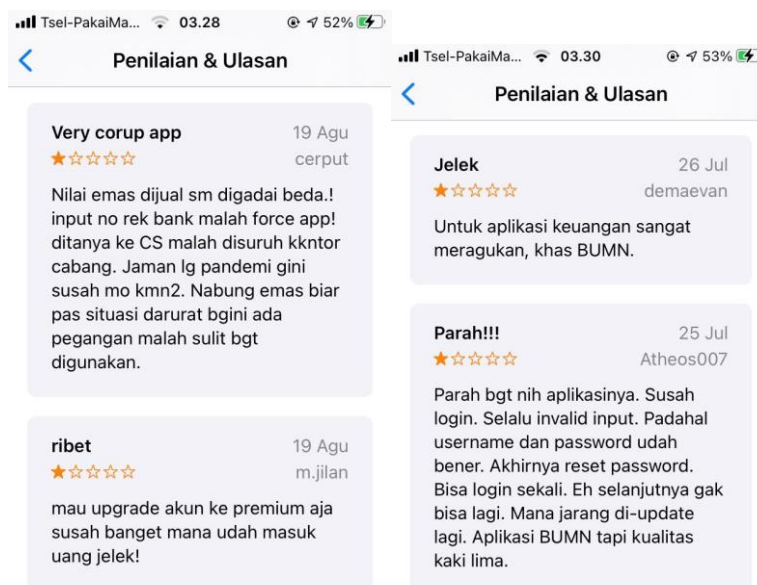 Tsel-PakaiMa... 03.28 52%
Penilaian & Ulasan
Very corup app 19 Agu
cerput
Nilai emas dijual sm digadai beda.!
input no rek bank malah force app!
ditanya ke CS malah disuruh kkntor
cabang. Jaman lg pandemi gini
susah mo kmn2. Nabung emas biar
pas situasi darurat bgini ada
pegangan malah sulit bgt
digunakan.
ribet 19 Agu
m.jilan
mau upgrade akun ke premium aja
susah banget mana udah masuk
uang jelek!
Tsel-PakaiMa... 03.30 53%
Penilaian & Ulasan
Jelek 26 Jul
demaevan
Untuk aplikasi keuangan sangat
meragukan, khas BUMN.
Parah!!! 25 Jul
Atheos007
Parah bgt nih aplikasinya. Susah
login. Selalu invalid input. Padahal
username dan password udah
bener. Akhirnya reset password.
Bisa login sekali. Eh selanjutnya gak
bisa lagi. Mana jarang di-update
lagi. Aplikasi BUMN tapi kualitas
kaki lima.